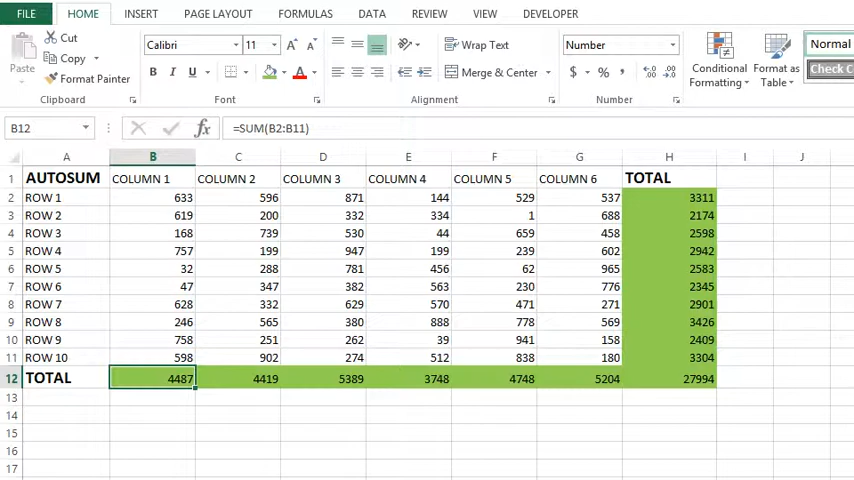 FILE HOME INSERT PAGE LAYOUT FORMULAS DATA REVIEW VIEW DEVELOPER
Cut
Copy
Format Painter
Paste
Calibri 11
B I U A
Wrap Text
Merge & Center
Number
$ % ,
Conditional Formatting
Format as Table
Normal
Check C
Clipboard Font Alignment Number
B12 fx =SUM(B2:B11)
A B C D E F G H I J
1 AUTOSUM COLUMN 1 COLUMN 2 COLUMN 3 COLUMN 4 COLUMN 5 COLUMN 6 TOTAL
2 ROW 1 633 596 871 144 529 537 3311
3 ROW 2 619 200 332 334 1 688 2174
4 ROW 3 168 739 530 44 659 458 2598
5 ROW 4 757 199 947 199 239 602 2942
6 ROW 5 32 288 781 456 62 965 2583
7 ROW 6 47 347 382 563 230 776 2345
8 ROW 7 628 332 629 570 471 271 2901
9 ROW 8 246 565 380 888 778 569 3426
10 ROW 9 758 251 262 39 941 158 2409
11 ROW 10 598 902 274 512 838 180 3304
12 TOTAL 4487 4419 5389 3748 4748 5204 27994
13
14
15
16
17